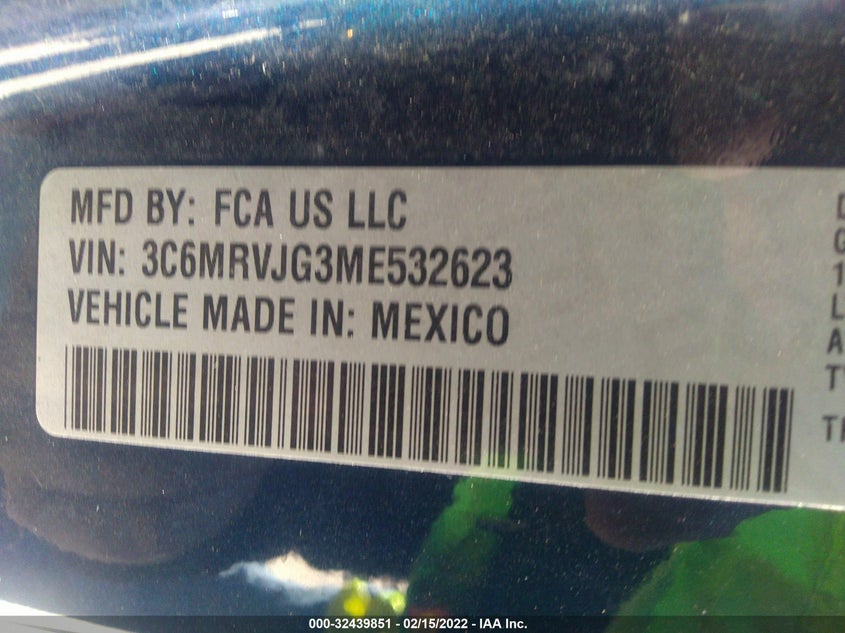 MFD BY: FCA US LLC
VIN: 3C6MRVJG3ME532623
VEHICLE MADE IN: MEXICO
000-32439851 - 02/15/2022 - IAA Inc.